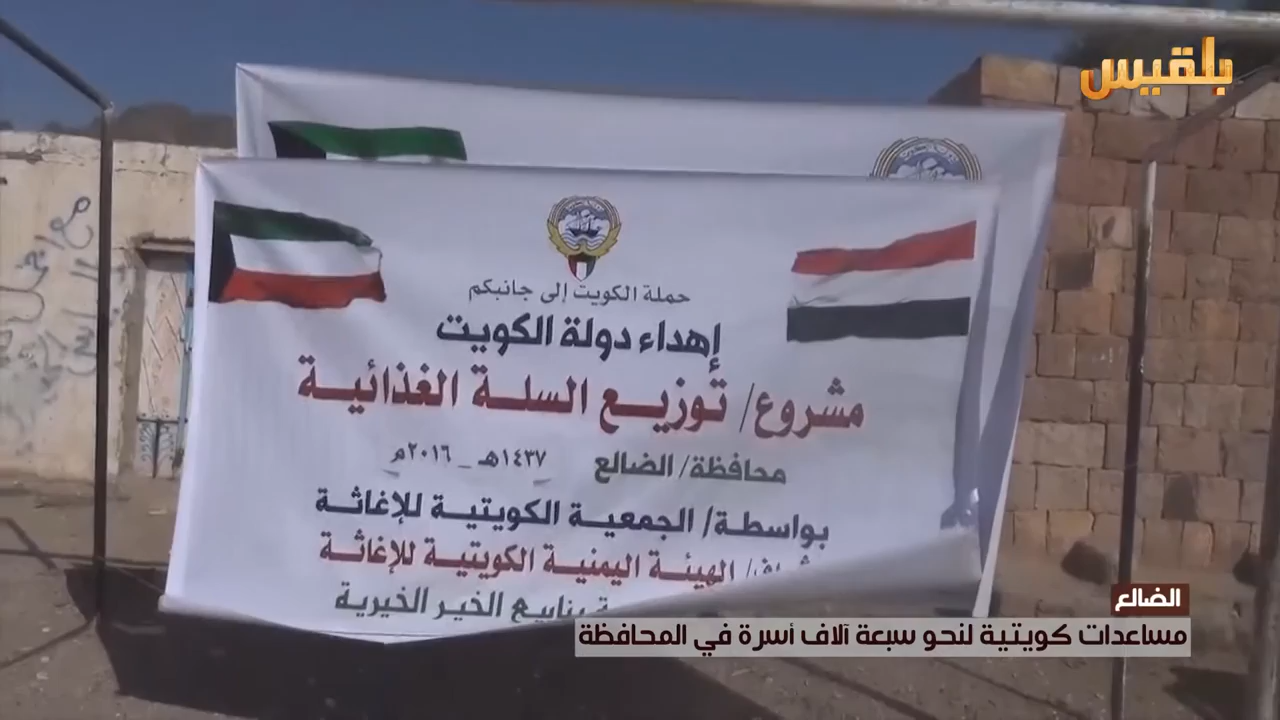 بلقيس
حملة الكويت إلى جانبكم
إهداء دولة الكويت
مشروع/ توزيع السلة الغذائية
محافظة/ الضالع ١٤٣٧هـ _ ٢٠١٦م
بواسطة/ الجمعية الكويتية للإغاثة
الهيئة اليمنية الكويتية للإغاثة
ينابيع الخير الخيرية
الضالع
مساعدات كويتية لنحو سبعة آلاف أسرة في المحافظة